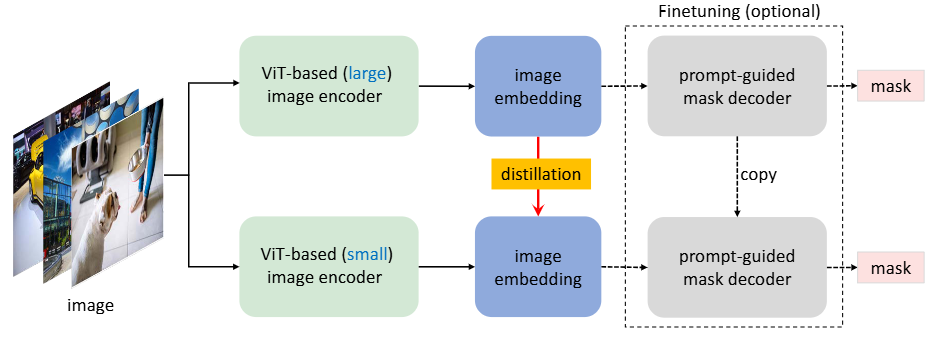 Finetuning (optional)
ViT-based (large)
image encoder
image
embedding
prompt-guided
mask decoder
mask
distillation
copy
ViT-based (small)
image encoder
image
embedding
prompt-guided
mask decoder
mask
image